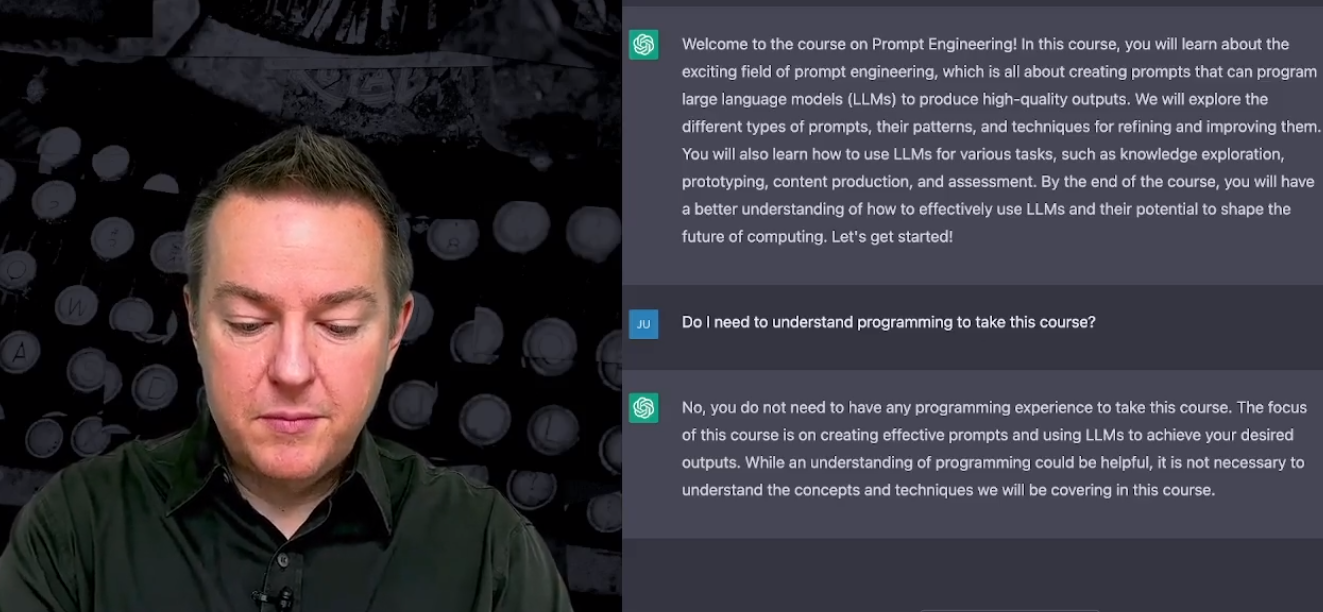 Welcome to the course on Prompt Engineering! In this course, you will learn about the
exciting field of prompt engineering, which is all about creating prompts that can program
large language models (LLMs) to produce high-quality outputs. We will explore the
different types of prompts, their patterns, and techniques for refining and improving them.
You will also learn how to use LLMs for various tasks, such as knowledge exploration,
prototyping, content production, and assessment. By the end of the course, you will have
a better understanding of how to effectively use LLMs and their potential to shape the
future of computing. Let's get started!
JU
Do I need to understand programming to take this course?
No, you do not need to have any programming experience to take this course. The focus
of this course is on creating effective prompts and using LLMs to achieve your desired
outputs. While an understanding of programming could be helpful, it is not necessary to
understand the concepts and techniques we will be covering in this course.
W
A
D